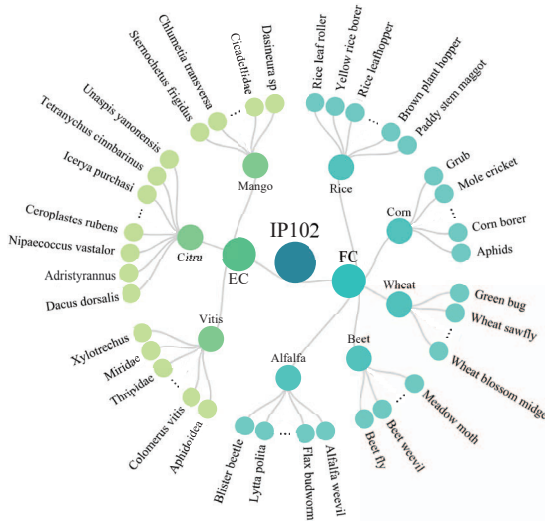 IP102
EC
FC
Mango
Sternochetus frigidus
Chlumetia transversa
...
Cicadellidae
Dasineura sp
Rice
Rice leaf roller
Yellow rice borer
Rice leafhopper
...
Brown plant hopper
Paddy stem maggot
Corn
Grub
Mole cricket
...
Corn borer
Aphids
Wheat
Green bug
Wheat sawfly
...
Wheat blossom midge
Beet
Meadow moth
...
Beet weevil
Beet fly
Alfalfa
Blister beetle
Lytta polita
...
Flax budworm
Alfalfa weevil
Vitis
Xylotrechus
Miridae
Thripidae
...
Colomerus vitis
Aphidoidea
Citru
Unaspis yanonensis
Tetranychus cinnbarinus
Icerya purchasi
...
Ceroplastes rubens
Nipaecoccus vastalor
Adristyrannus
Dacus dorsalis